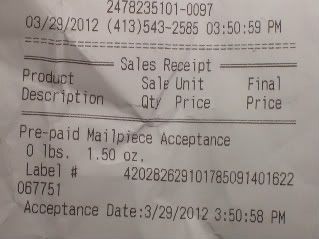 2478235101-0097
03/29/2012 (413)543-2585 03:50:59 PM
Sales Receipt
Product Sale Unit Final
Description Qty Price Price
Pre-paid Mailpiece Acceptance
0 lbs. 1.50 oz.
Label # 420282629101785091401622
067751
Acceptance Date:3/29/2012 3:50:58 PM